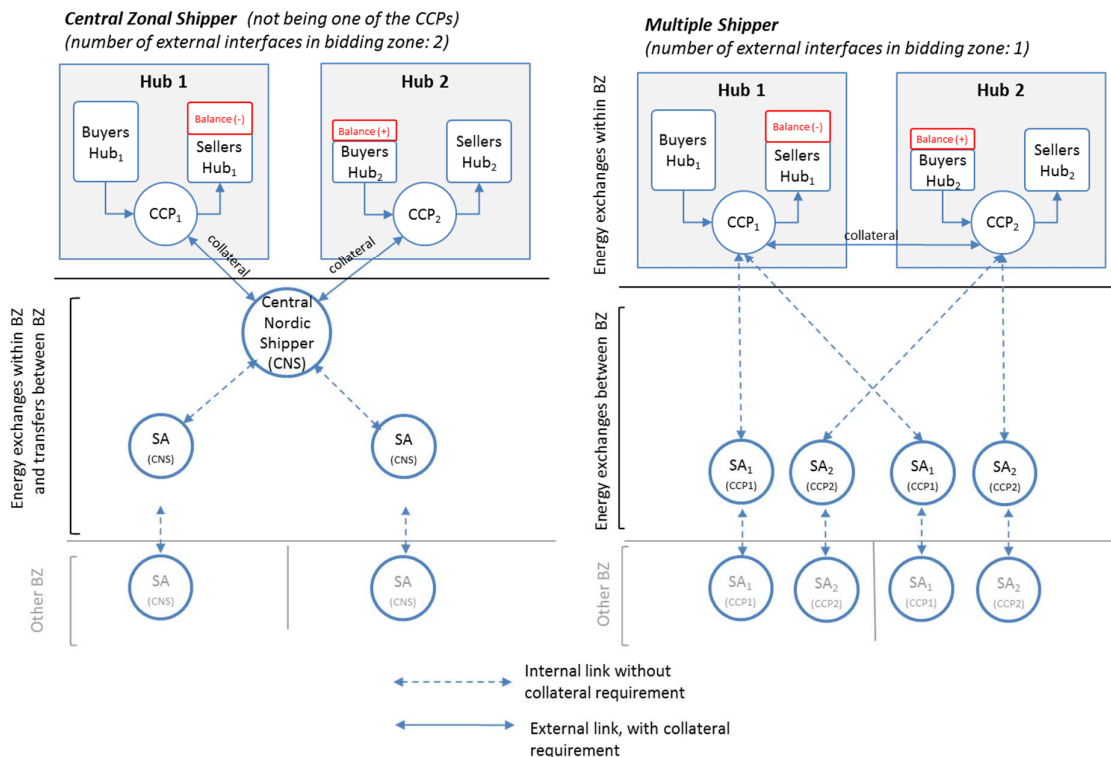 Central Zonal Shipper (not being one of the CCPs)
(number of external interfaces in bidding zone: 2)
Hub 1
Buyers
Hub₁
Balance (-)
Sellers
Hub₁
CCP₁
Hub 2
Balance (+)
Buyers
Hub₂
Sellers
Hub₂
CCP₂
collateral
collateral
Energy exchanges within BZ
and transfers between BZ
Central
Nordic
Shipper
(CNS)
SA
(CNS)
SA
(CNS)
Other BZ
SA
(CNS)
SA
(CNS)
Multiple Shipper
(number of external interfaces in bidding zone: 1)
Energy exchanges within BZ
Hub 1
Buyers
Hub₁
Balance (-)
Sellers
Hub₁
CCP₁
Hub 2
Balance (+)
Buyers
Hub₂
Sellers
Hub₂
CCP₂
collateral
Energy exchanges between BZ
SA₁
(CCP1)
SA₂
(CCP2)
SA₁
(CCP1)
SA₂
(CCP2)
Other BZ
SA₁
(CCP1)
SA₂
(CCP2)
SA₁
(CCP1)
SA₂
(CCP2)
Internal link without
collateral requirement
External link, with collateral
requirement